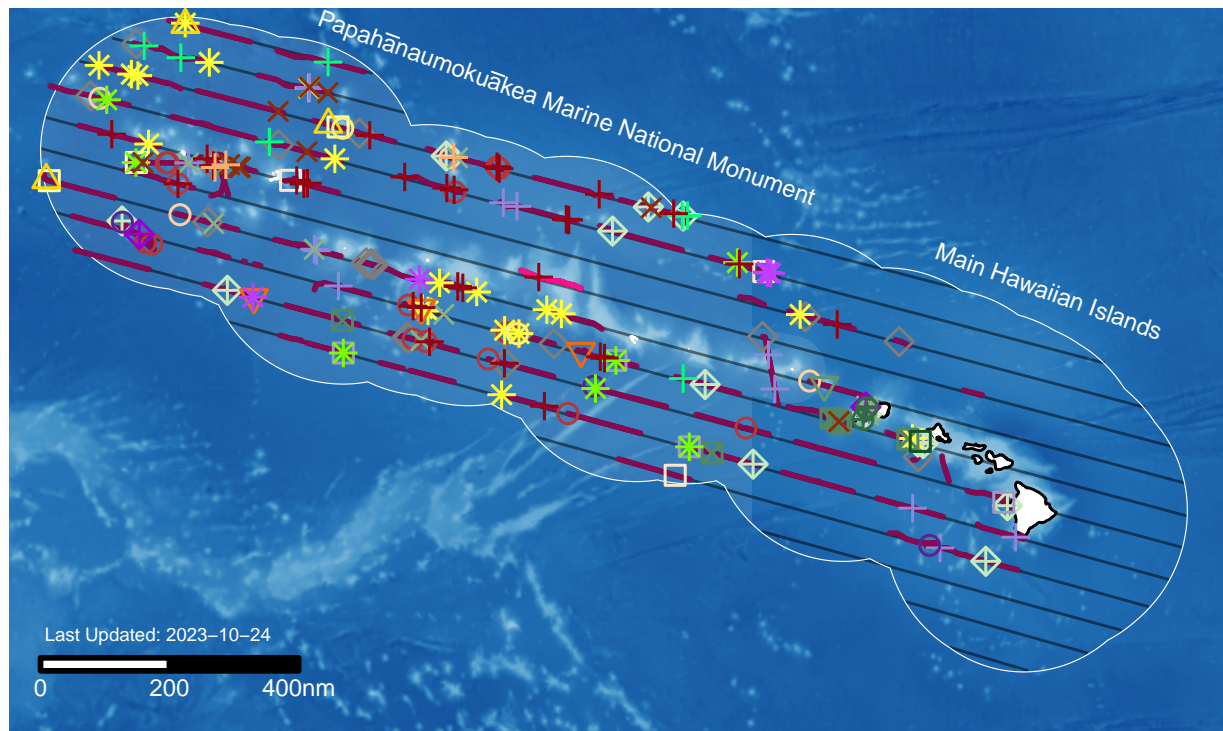 Papahānaumokuākea Marine National Monument
Main Hawaiian Islands
Last Updated: 2023−10−24
0 200 400nm